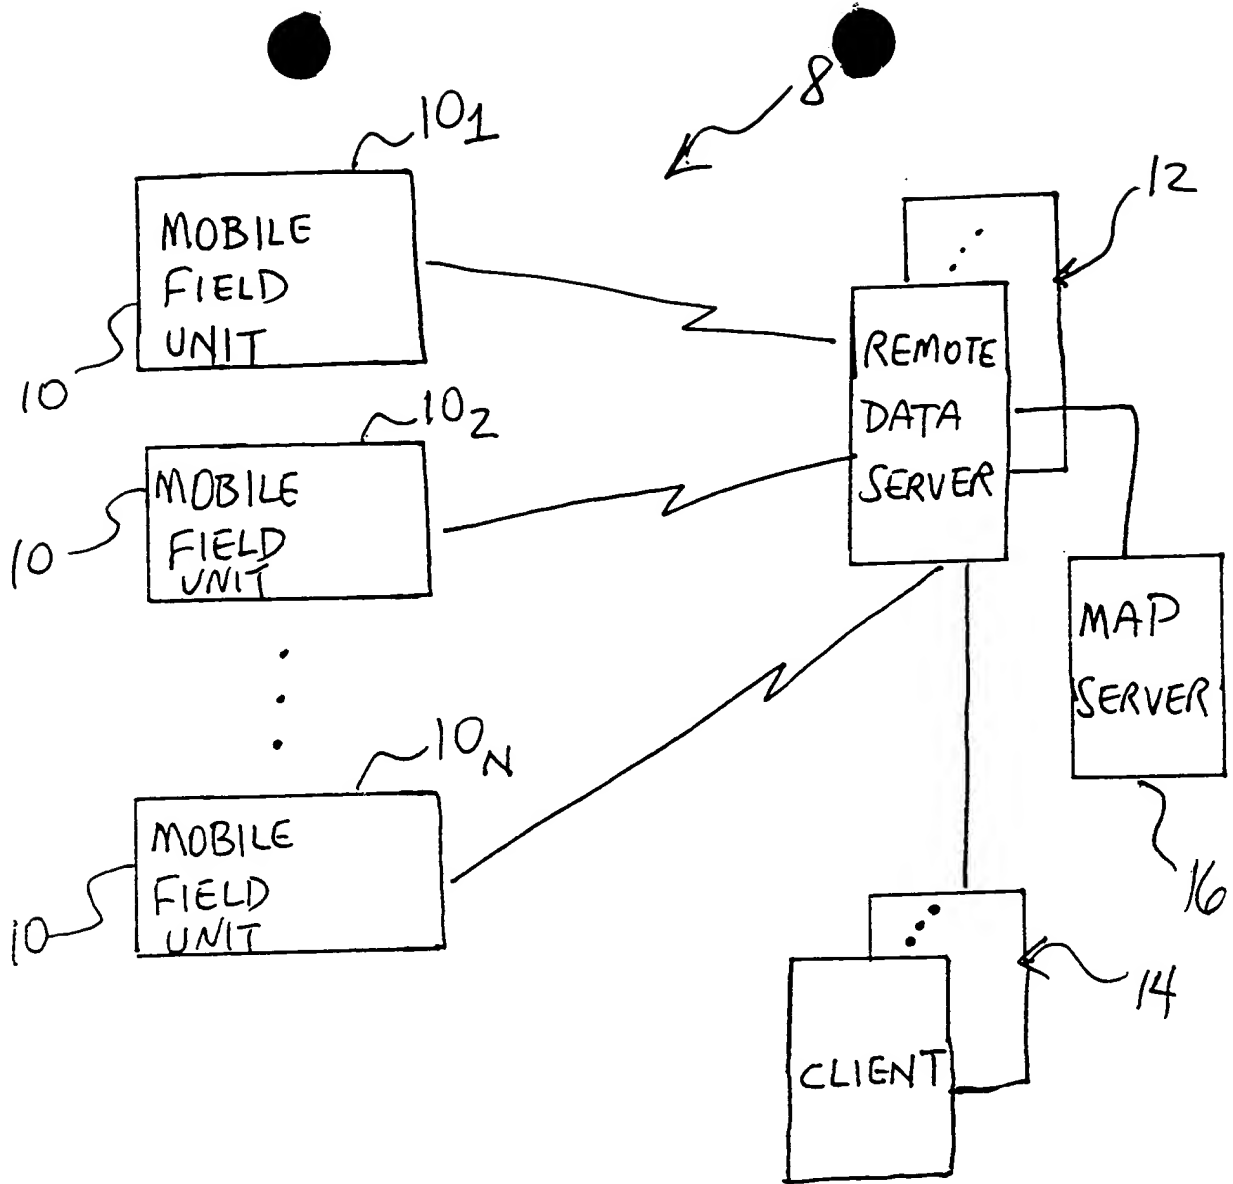 8
10₁
MOBILE
FIELD
UNIT
10
10₂
MOBILE
FIELD
UNIT
10
10N
MOBILE
FIELD
UNIT
10
12
REMOTE
DATA
SERVER
MAP
SERVER
16
14
CLIENT